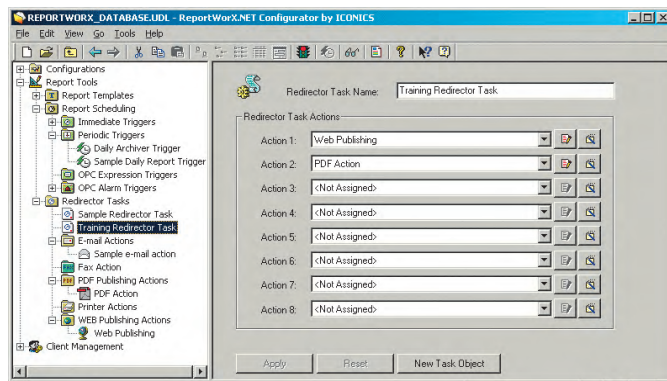 REPORTWORX_DATABASE.UDL - ReportWorX.NET Configurator by ICONICS
File Edit View Go Tools Help
Configurations
Report Tools
Report Templates
Report Scheduling
Immediate Triggers
Periodic Triggers
Daily Archiver Trigger
Sample Daily Report Trigger
OPC Expression Triggers
OPC Alarm Triggers
Redirector Tasks
Sample Redirector Task
Training Redirector Task
E-mail Actions
Sample e-mail action
Fax Action
PDF Publishing Actions
PDF Action
Printer Actions
WEB Publishing Actions
Web Publishing
Client Management
Redirector Task Name: Training Redirector Task
Redirector Task Actions
Action 1: Web Publishing
Action 2: PDF Action
Action 3: <Not Assigned>
Action 4: <Not Assigned>
Action 5: <Not Assigned>
Action 6: <Not Assigned>
Action 7: <Not Assigned>
Action 8: <Not Assigned>
Apply Reset New Task Object